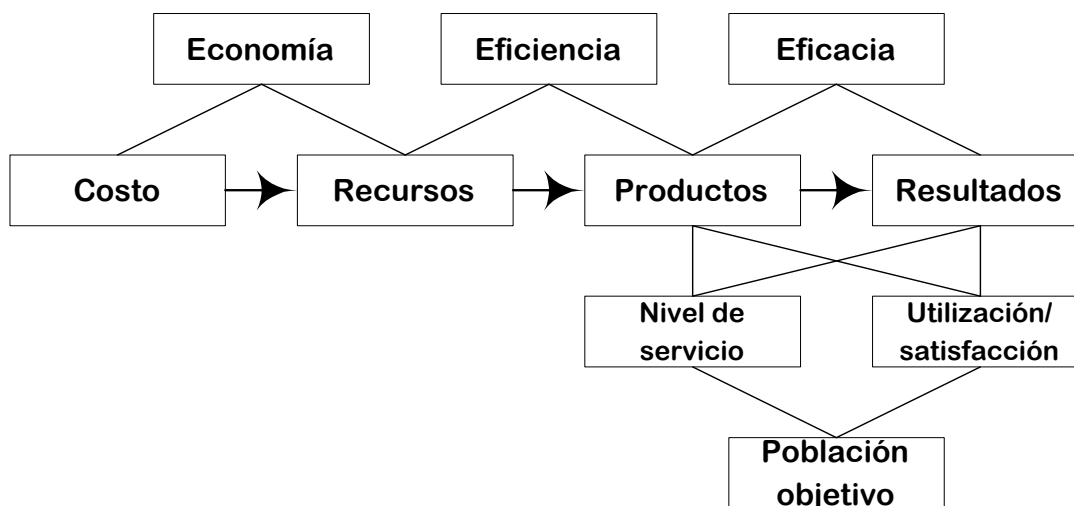 Economía
Eficiencia
Eficacia
Costo
Recursos
Productos
Resultados
Nivel de
servicio
Utilización/
satisfacción
Población
objetivo